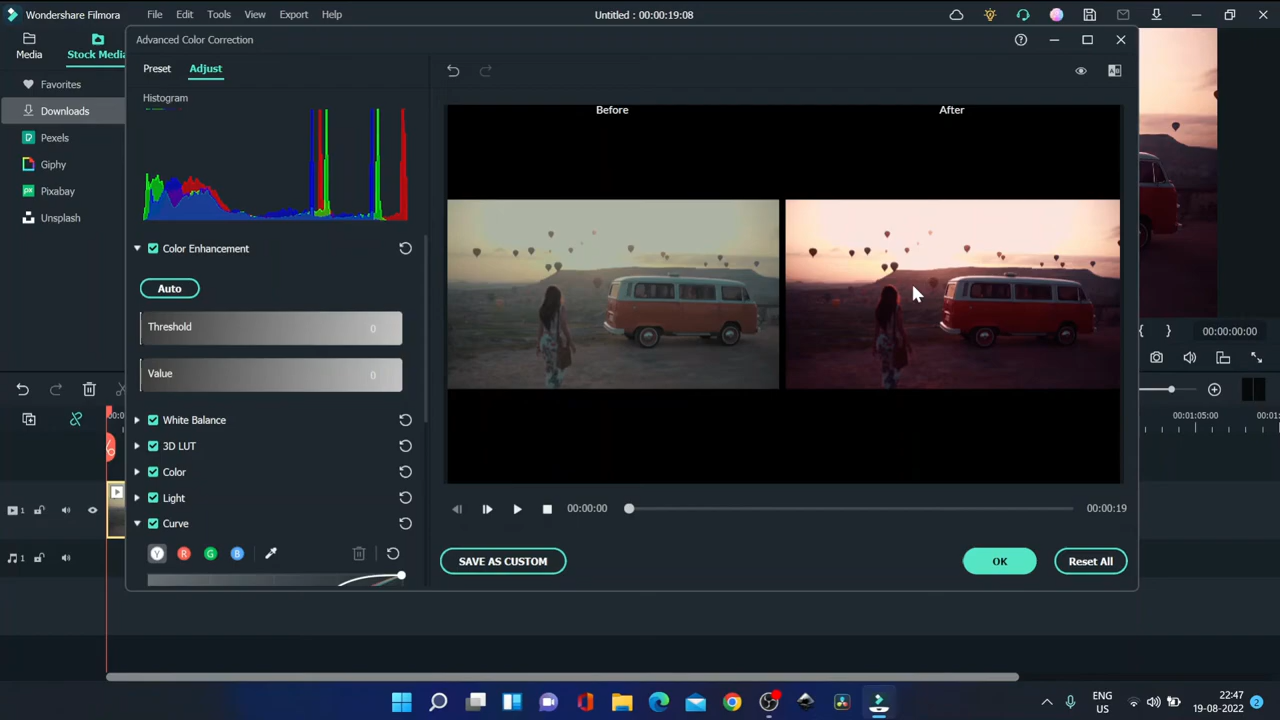 Wondershare Filmora File Edit Tools View Export Help Untitled : 00:00:19:08
Advanced Color Correction
Media Stock Media
Preset Adjust
Favorites
Downloads
Pexels
Giphy
Pixabay
Unsplash
Histogram
Before After
Color Enhancement
Auto
Threshold 0
Value 0
White Balance
3D LUT
Color
Light
Curve
Y R G B
00:00:00 00:00:19
SAVE AS CUSTOM OK Reset All
00:00:00:00
00:01:05:00
ENG
US
22:47
19-08-2022
2